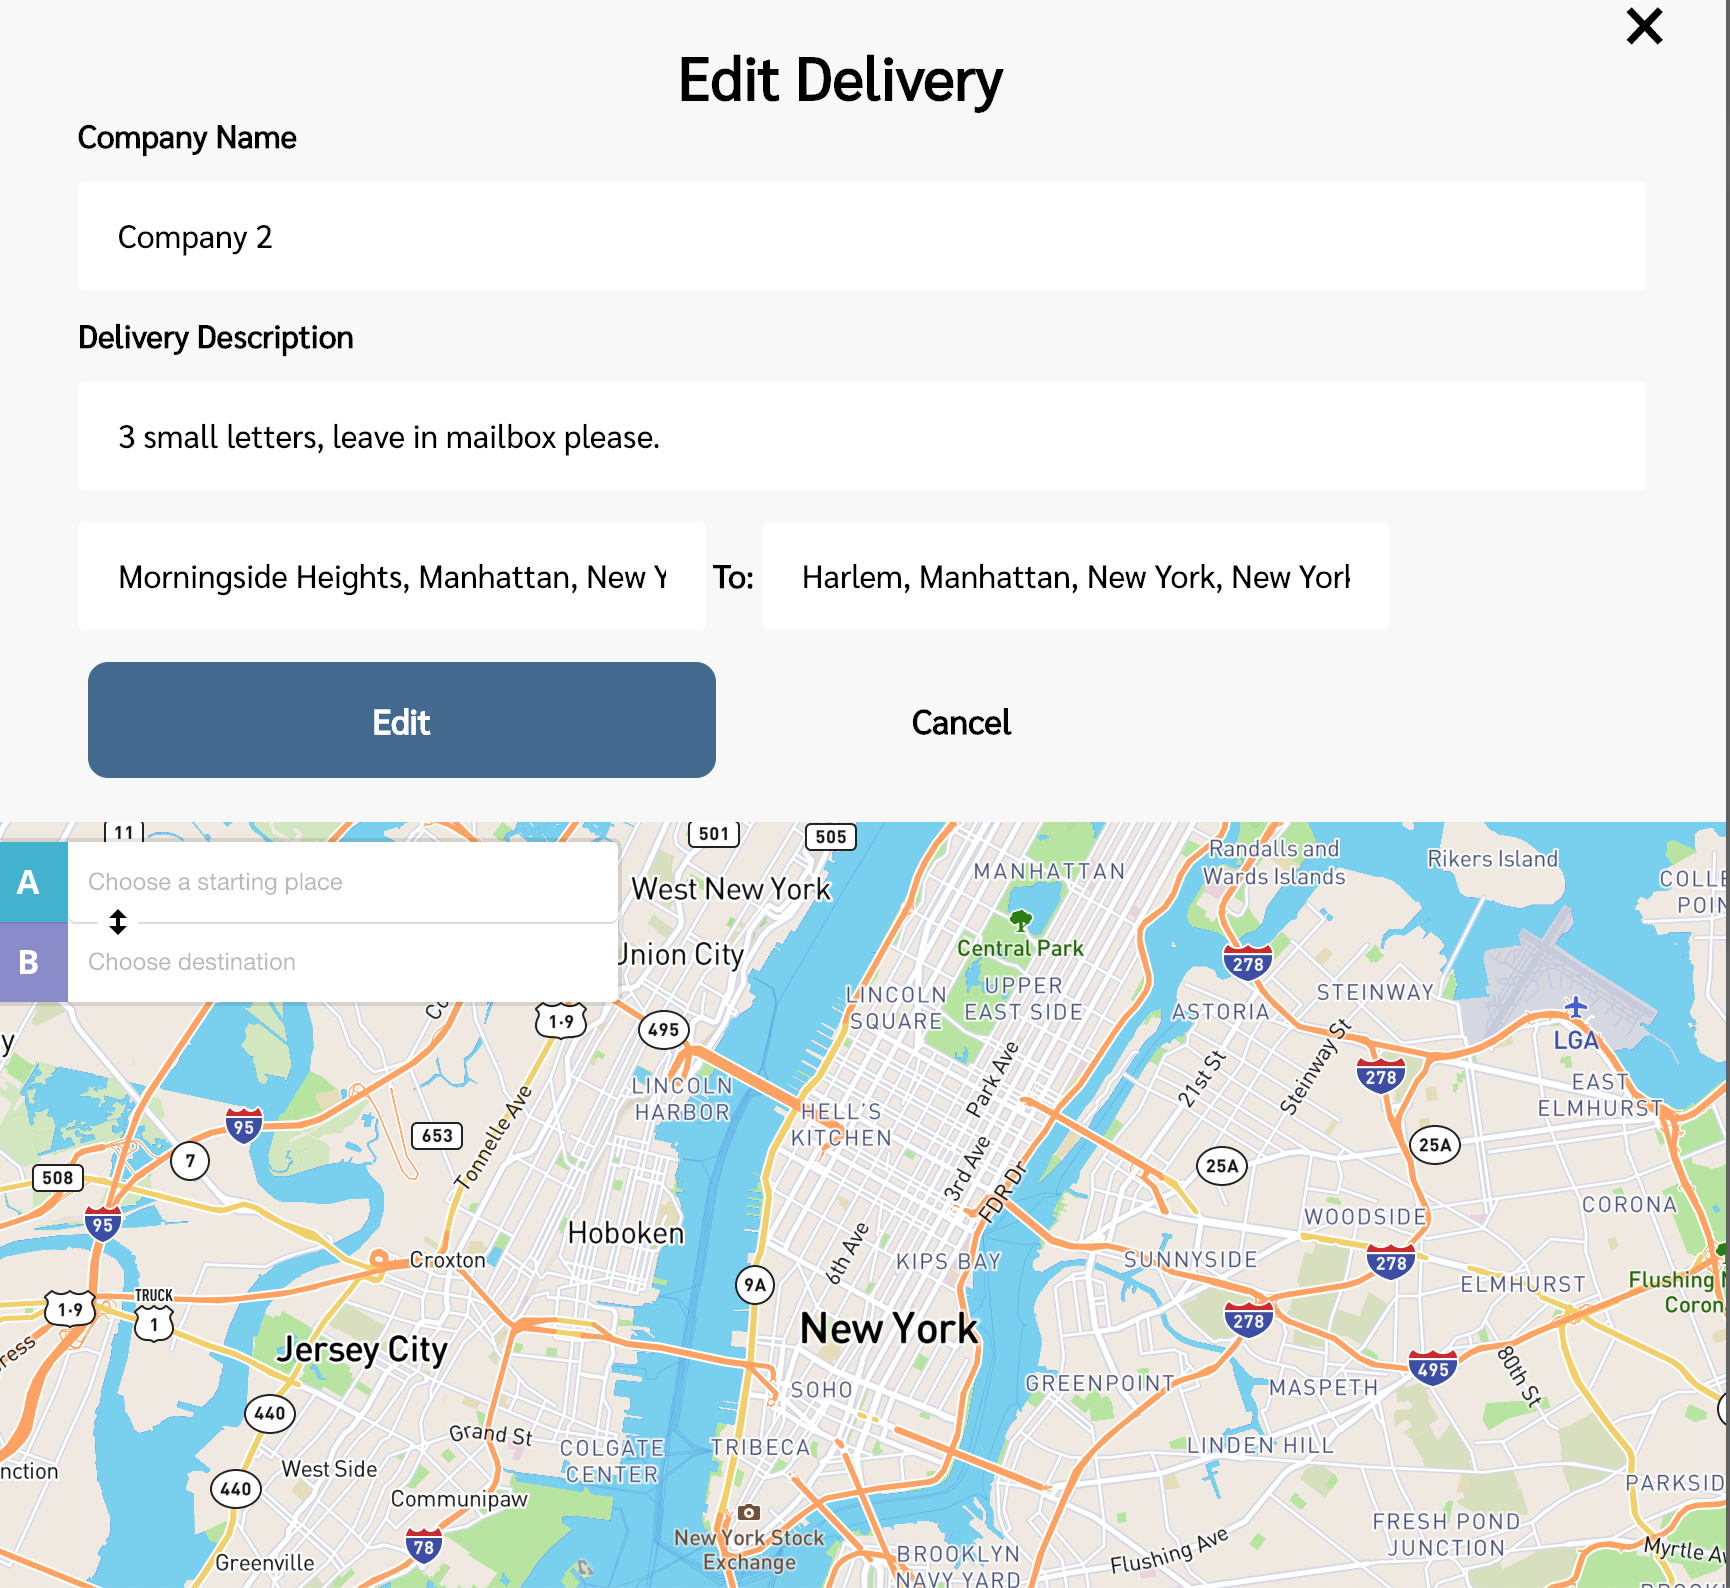 Edit Delivery
Company Name
Company 2
Delivery Description
3 small letters, leave in mailbox please.
Morningside Heights, Manhattan, New Y
To:
Harlem, Manhattan, New York, New York
Edit
Cancel
A
Choose a starting place
B
Choose destination
11
501
505
West New York
Union City
MANHATTAN
Central Park
Randalls and
Wards Islands
Rikers Island
278
LINCOLN
SQUARE
UPPER
EAST SIDE
ASTORIA
STEINWAY
LGA
1·9
495
LINCOLN
HARBOR
Park Ave
21st St
Steinway St
278
EAST
ELMHURST
95
653
Tonnelle Ave
HELL'S
KITCHEN
7
508
3rd Ave
FDR Dr
25A
25A
95
Hoboken
6th Ave
KIPS BAY
SUNNYSIDE
WOODSIDE
CORONA
Croxton
9A
278
ELMHURST
Flushing
Coron
1·9
TRUCK
1
Jersey City
New York
278
495
80th St
SOHO
GREENPOINT
MASPETH
440
Grand St
COLGATE
CENTER
TRIBECA
LINDEN HILL
nction
West Side
440
Communipaw
PARKSID
New York Stock
Exchange
FRESH POND
JUNCTION
78
Greenville
BROOKLYN
NAVY YARD
Flushing Ave
Myrtle Av